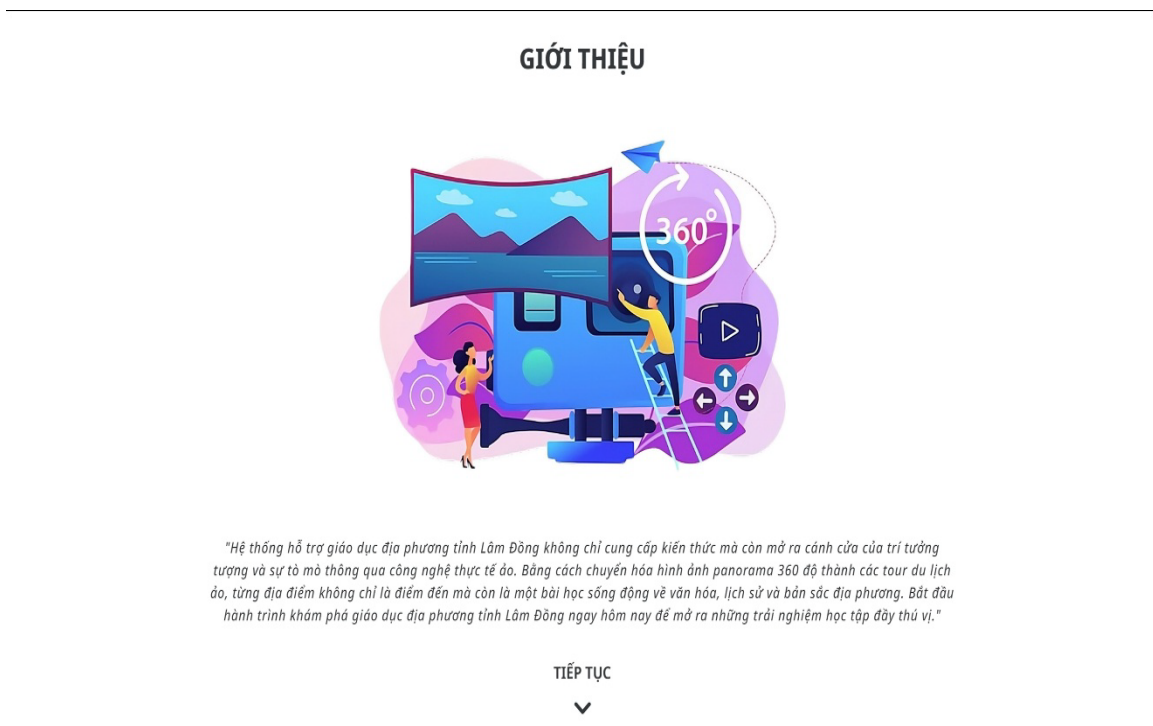 GIỚI THIỆU
360°
"Hệ thống hỗ trợ giáo dục địa phương tỉnh Lâm Đồng không chỉ cung cấp kiến thức mà còn mở ra cánh cửa của trí tưởng
tượng và sự tò mò thông qua công nghệ thực tế ảo. Bằng cách chuyển hóa hình ảnh panorama 360 độ thành các tour du lịch
ảo, từng địa điểm không chỉ là điểm đến mà còn là một bài học sống động về văn hóa, lịch sử và bản sắc địa phương. Bắt đầu
hành trình khám phá giáo dục địa phương tỉnh Lâm Đồng ngay hôm nay để mở ra những trải nghiệm học tập đầy thú vị."
TIẾP TỤC